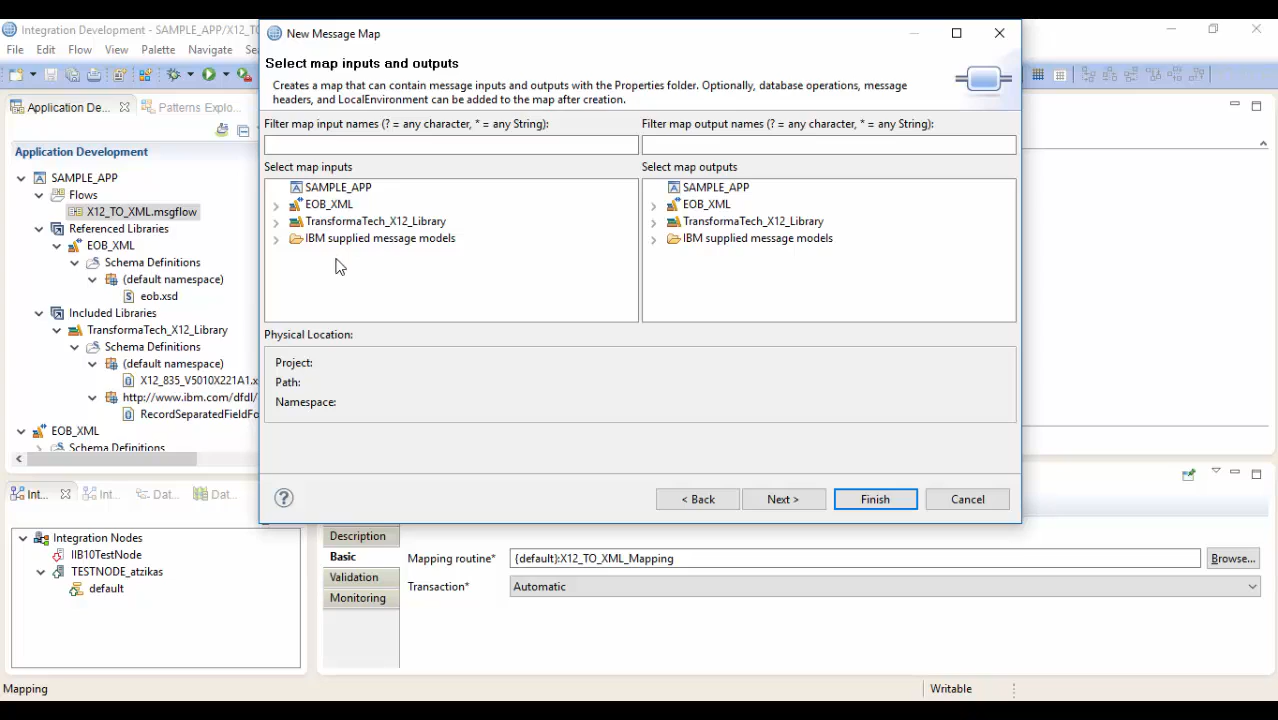 Integration Development - SAMPLE_APP/X12_TO
New Message Map
File Edit Flow View Palette Navigate
Select map inputs and outputs
Creates a map that can contain message inputs and outputs with the Properties folder. Optionally, database operations, message
headers, and LocalEnvironment can be added to the map after creation.
Application De...
Patterns Explo...
Filter map input names (? = any character, * = any String):
Filter map output names (? = any character, * = any String):
Application Development
Select map inputs
Select map outputs
SAMPLE_APP
EOB_XML
TransformaTech_X12_Library
IBM supplied message models
SAMPLE_APP
EOB_XML
TransformaTech_X12_Library
IBM supplied message models
SAMPLE_APP
Flows
X12_TO_XML.msgflow
Referenced Libraries
EOB_XML
Schema Definitions
(default namespace)
eob.xsd
Included Libraries
TransformaTech_X12_Library
Schema Definitions
(default namespace)
X12_835_V5010X221A1.x
http://www.ibm.com/dfdl/
RecordSeparatedFieldFo
EOB_XML
Schema Definitions
Physical Location:
Project:
Path:
Namespace:
< Back
Next >
Finish
Cancel
Int...
Int...
Dat...
Dat...
Integration Nodes
IIB10TestNode
TESTNODE_atzikas
default
Description
Basic
Validation
Monitoring
Mapping routine* {default}:X12_TO_XML_Mapping Browse...
Transaction* Automatic
Mapping
Writable